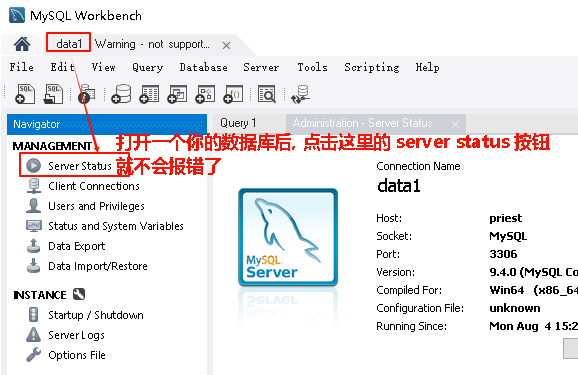 MySQL Workbench
data1 Warning - not support... ×
File Edit View Query Database Server Tools Scripting Help
Navigator
Query 1
Administration - Server Status ×
MANAGEMENT
Server Status
Client Connections
Users and Privileges
Status and System Variables
Data Export
Data Import/Restore
INSTANCE
Startup / Shutdown
Server Logs
Options File
打开一个你的数据库后, 点击这里的 server status 按钮
就不会报错了
MySQL
Server
Connection Name
data1
Host: priest
Socket: MySQL
Port: 3306
Version: 9.4.0 (MySQL Co
Compiled For: Win64 (x86_64
Configuration File: unknown
Running Since: Mon Aug 4 15:2